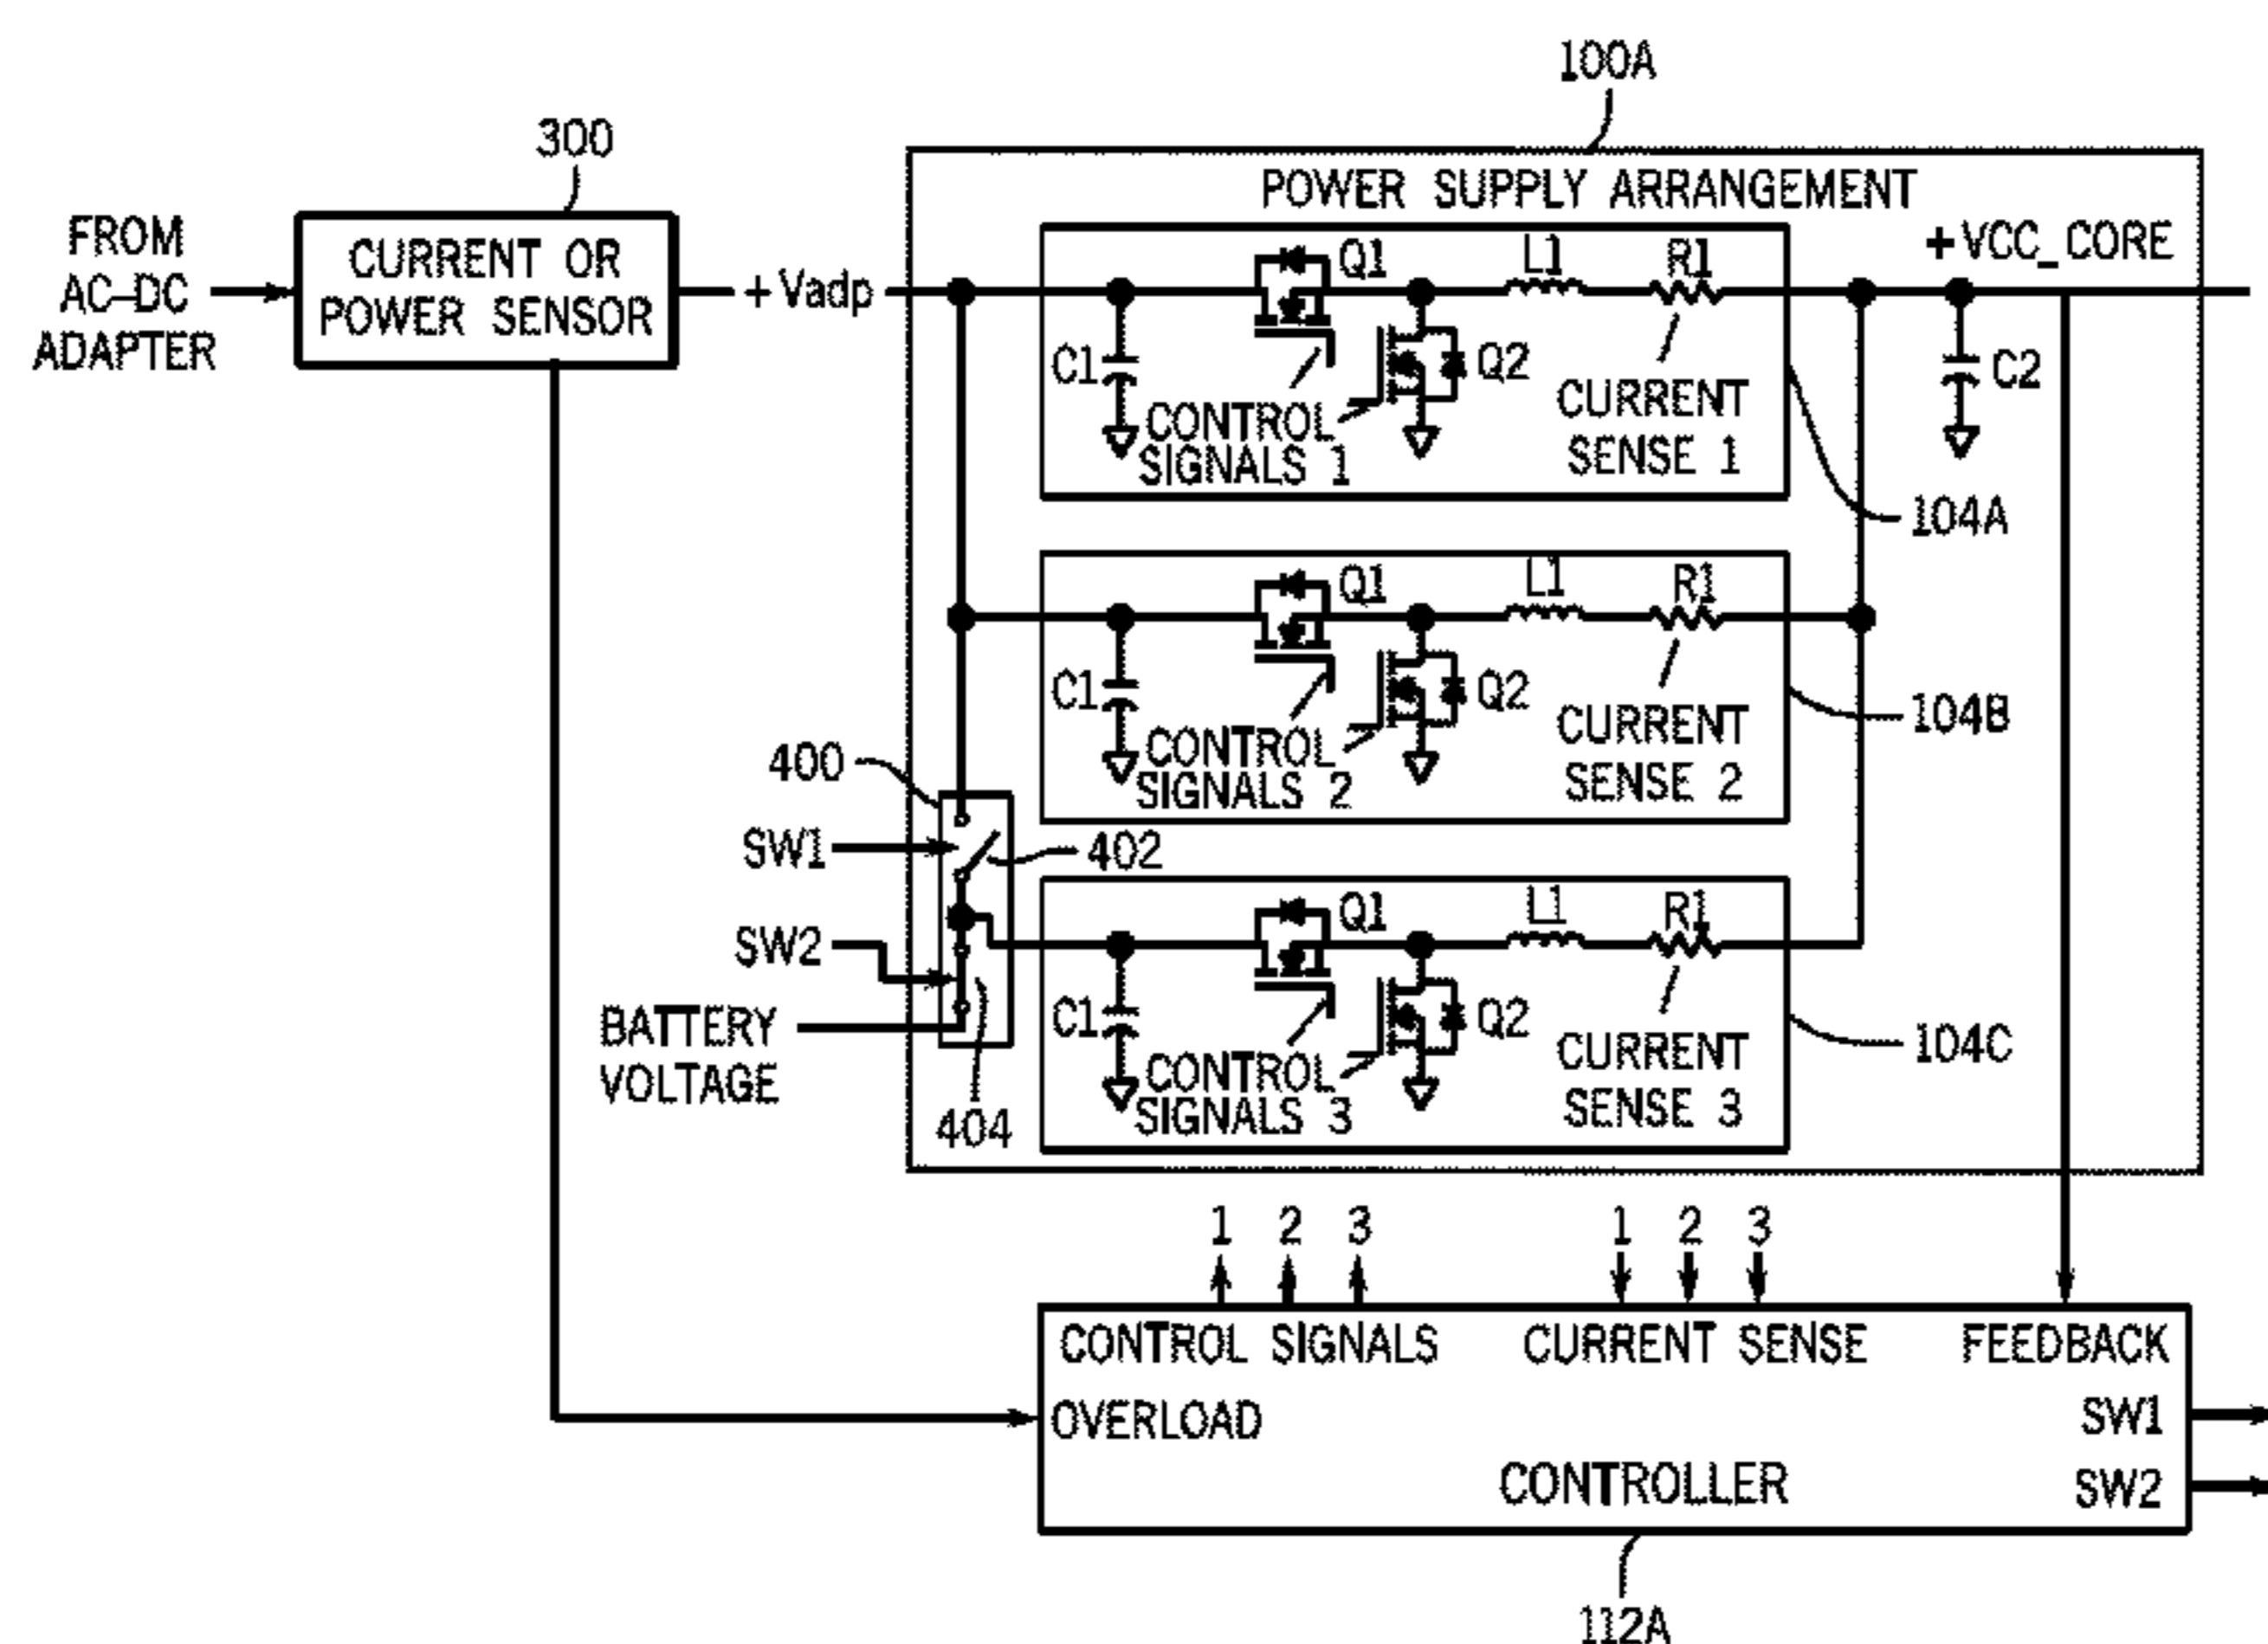 100A
300
POWER SUPPLY ARRANGEMENT
FROM
AC-DC
ADAPTER
CURRENT OR
POWER SENSOR
+Vadp
Q1
L1
R1
+VCC_CORE
C1
Q2
C2
CONTROL
SIGNALS 1
CURRENT
SENSE 1
104A
Q1
L1
R1
C1
Q2
CONTROL
SIGNALS 2
CURRENT
SENSE 2
104B
400
SW1
402
SW2
BATTERY
VOLTAGE
404
Q1
L1
R1
C1
Q2
CONTROL
SIGNALS 3
CURRENT
SENSE 3
104C
1 2 3
1 2 3
CONTROL SIGNALS
CURRENT SENSE
FEEDBACK
OVERLOAD
SW1
CONTROLLER
SW2
112A